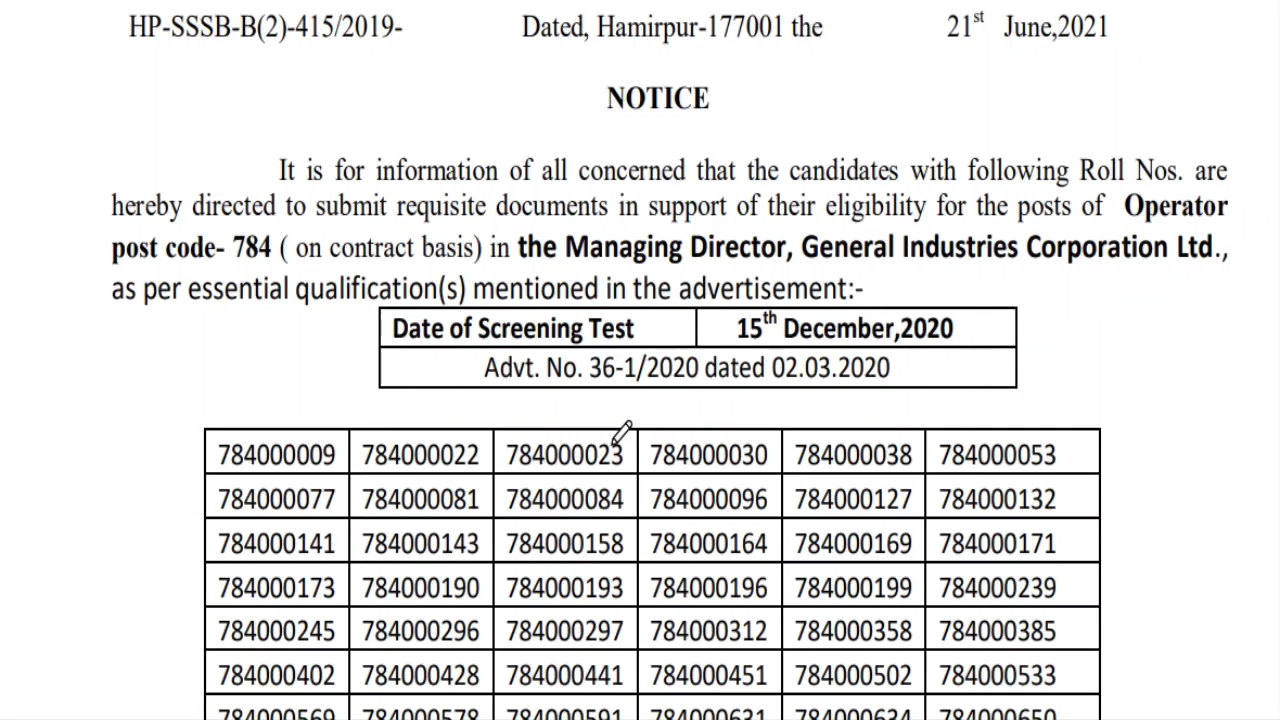 HP-SSSB-B(2)-415/2019- Dated, Hamirpur-177001 the 21st June,2021
NOTICE
It is for information of all concerned that the candidates with following Roll Nos. are
hereby directed to submit requisite documents in support of their eligibility for the posts of Operator
post code- 784 ( on contract basis) in the Managing Director, General Industries Corporation Ltd.,
as per essential qualification(s) mentioned in the advertisement:-
Date of Screening Test 15th December,2020
Advt. No. 36-1/2020 dated 02.03.2020
784000009 784000022 784000023 784000030 784000038 784000053
784000077 784000081 784000084 784000096 784000127 784000132
784000141 784000143 784000158 784000164 784000169 784000171
784000173 784000190 784000193 784000196 784000199 784000239
784000245 784000296 784000297 784000312 784000358 784000385
784000402 784000428 784000441 784000451 784000502 784000533
784000569 784000578 784000591 784000631 784000634 784000650